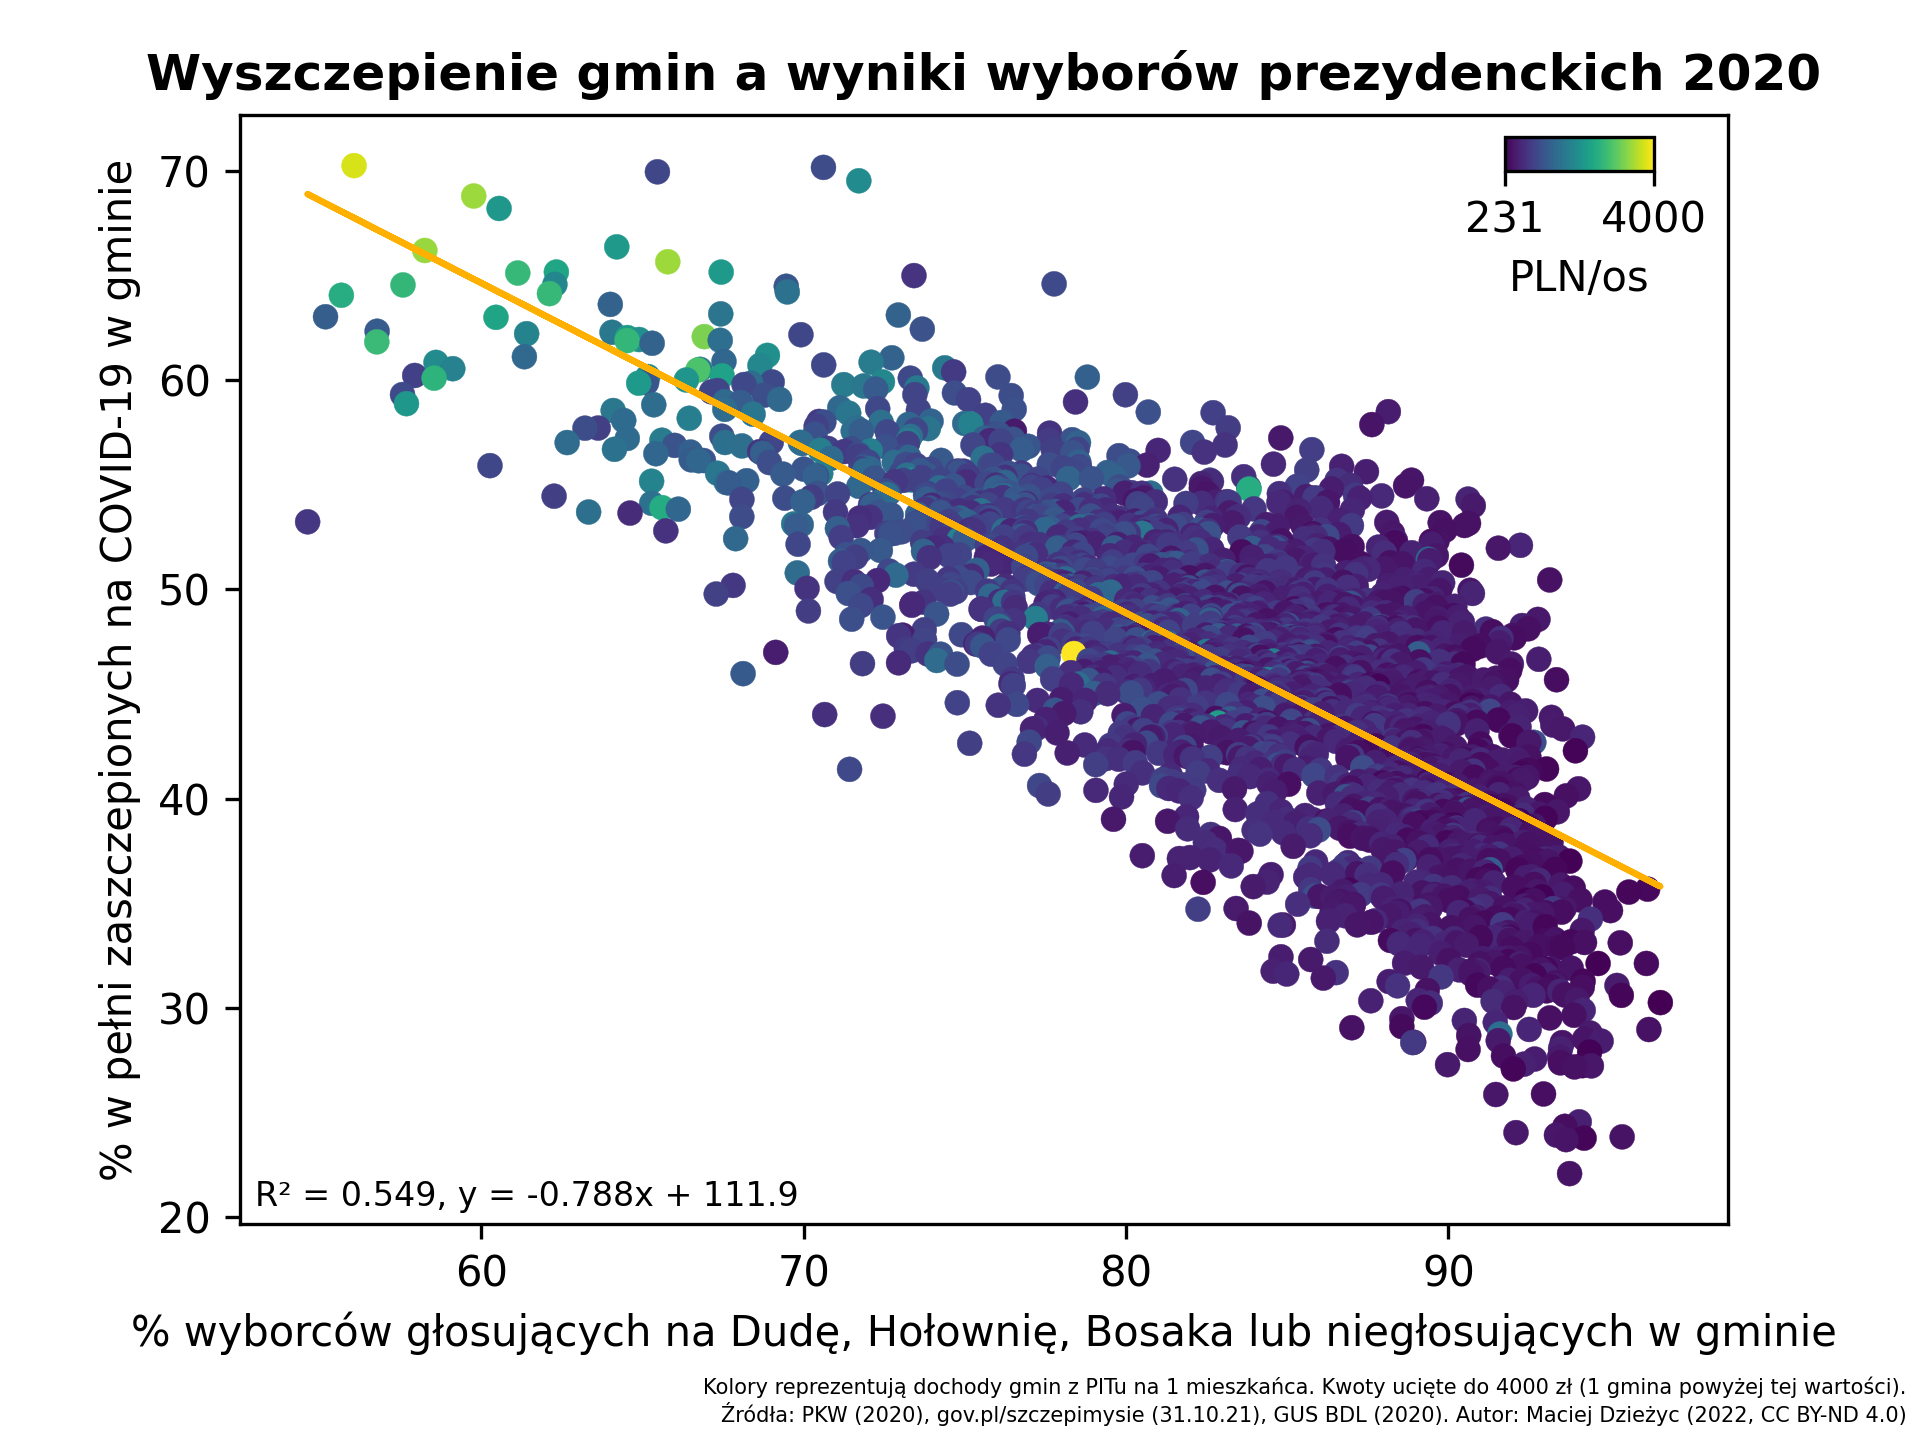 Wyszczepienie gmin a wyniki wyborów prezydenckich 2020
% w pełni zaszczepionych na COVID-19 w gminie
70
60
50
40
30
20
231 4000
PLN/os
R² = 0.549, y = -0.788x + 111.9
60 70 80 90
% wyborców głosujących na Dudę, Hołownię, Bosaka lub niegłosujących w gminie
Kolory reprezentują dochody gmin z PITu na 1 mieszkańca. Kwoty ucięte do 4000 zł (1 gmina powyżej tej wartości).
Źródła: PKW (2020), gov.pl/szczepimysie (31.10.21), GUS BDL (2020). Autor: Maciej Dzieżyc (2022, CC BY-ND 4.0)